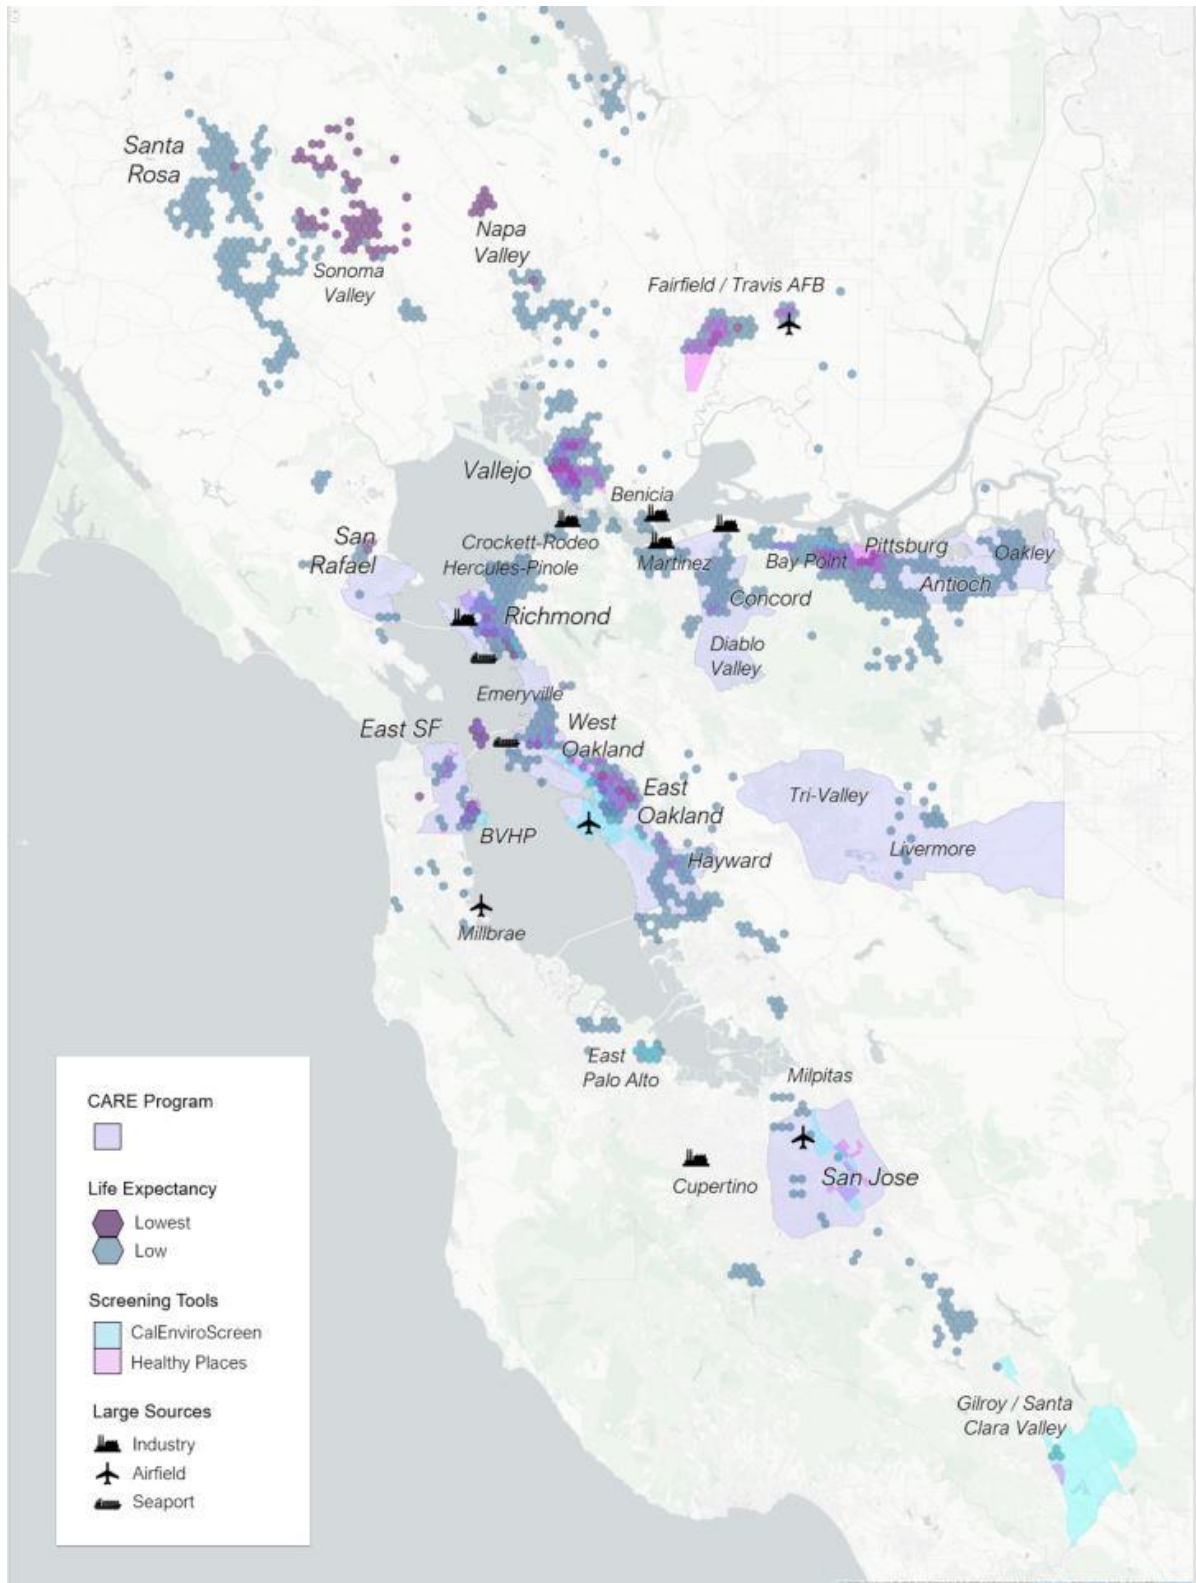 Santa
Rosa
Sonoma
Valley
Napa
Valley
Fairfield / Travis AFB
Vallejo
Benicia
San
Rafael
Crockett-Rodeo
Hercules-Pinole
Martinez
Bay Point
Pittsburg
Oakley
Antioch
Concord
Richmond
Diablo
Valley
Emeryville
East SF
West
Oakland
East
Oakland
Tri-Valley
BVHP
Hayward
Livermore
Millbrae
East
Palo Alto
Milpitas
San Jose
Cupertino
Gilroy / Santa
Clara Valley
CARE Program
Life Expectancy
Lowest
Low
Screening Tools
CalEnviroScreen
Healthy Places
Large Sources
Industry
Airfield
Seaport